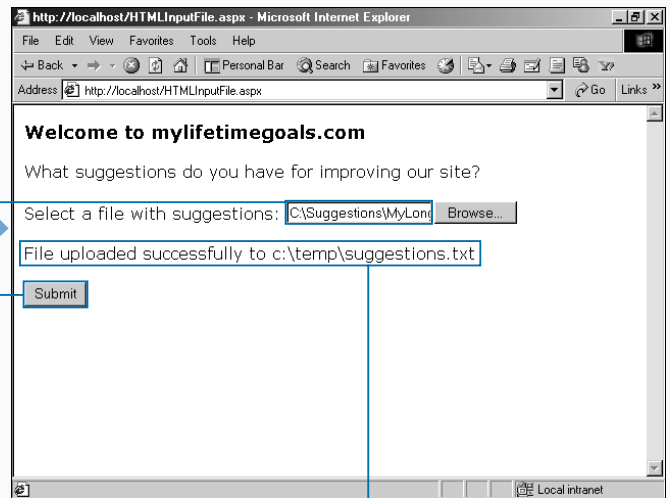 http://localhost/HTMLInputFile.aspx - Microsoft Internet Explorer
File Edit View Favorites Tools Help
Back Personal Bar Search Favorites
Address http://localhost/HTMLInputFile.aspx Go Links »
Welcome to mylifetimegoals.com
What suggestions do you have for improving our site?
Select a file with suggestions: C:\Suggestions\MyLong Browse...
File uploaded successfully to c:\temp\suggestions.txt
Submit
Local intranet